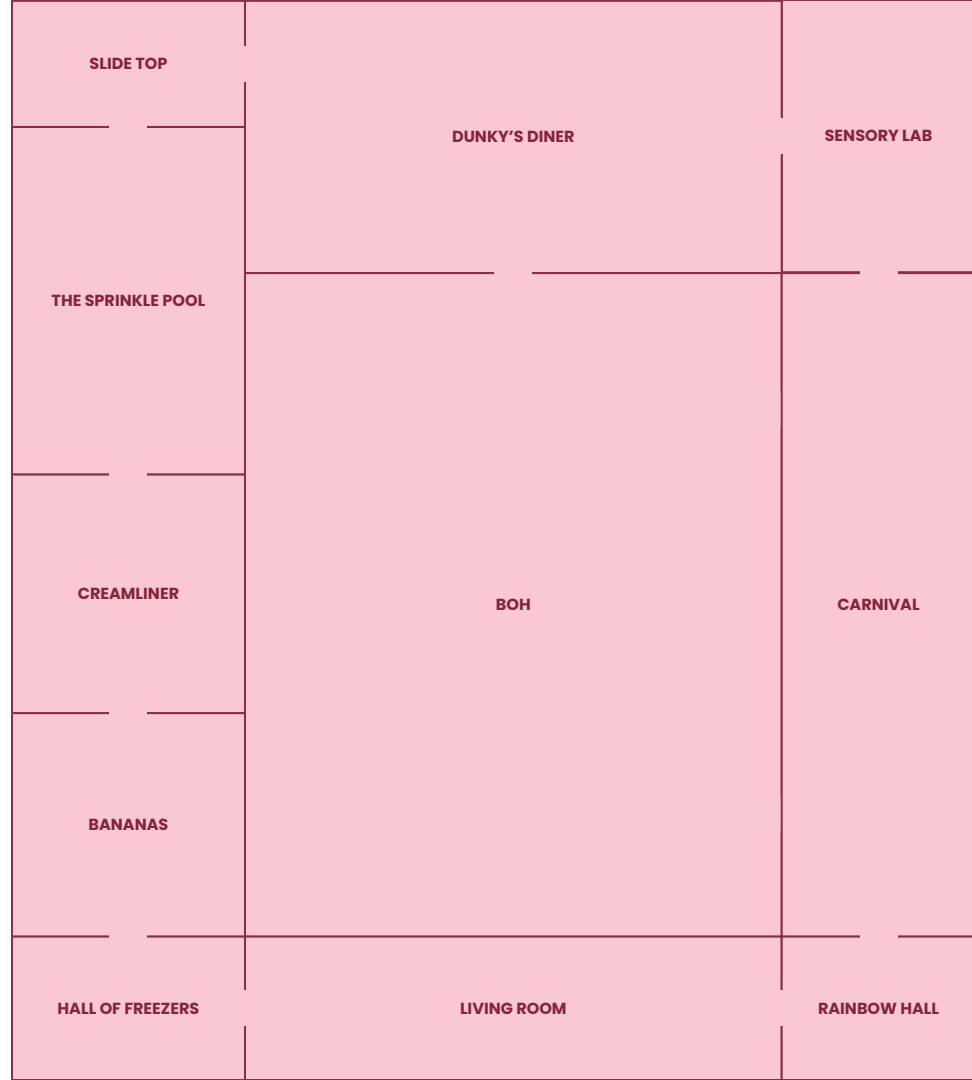 SLIDE TOP
DUNKY’S DINER
SENSORY LAB
THE SPRINKLE POOL
CREAMLINER
BOH
CARNIVAL
BANANAS
HALL OF FREEZERS
LIVING ROOM
RAINBOW HALL